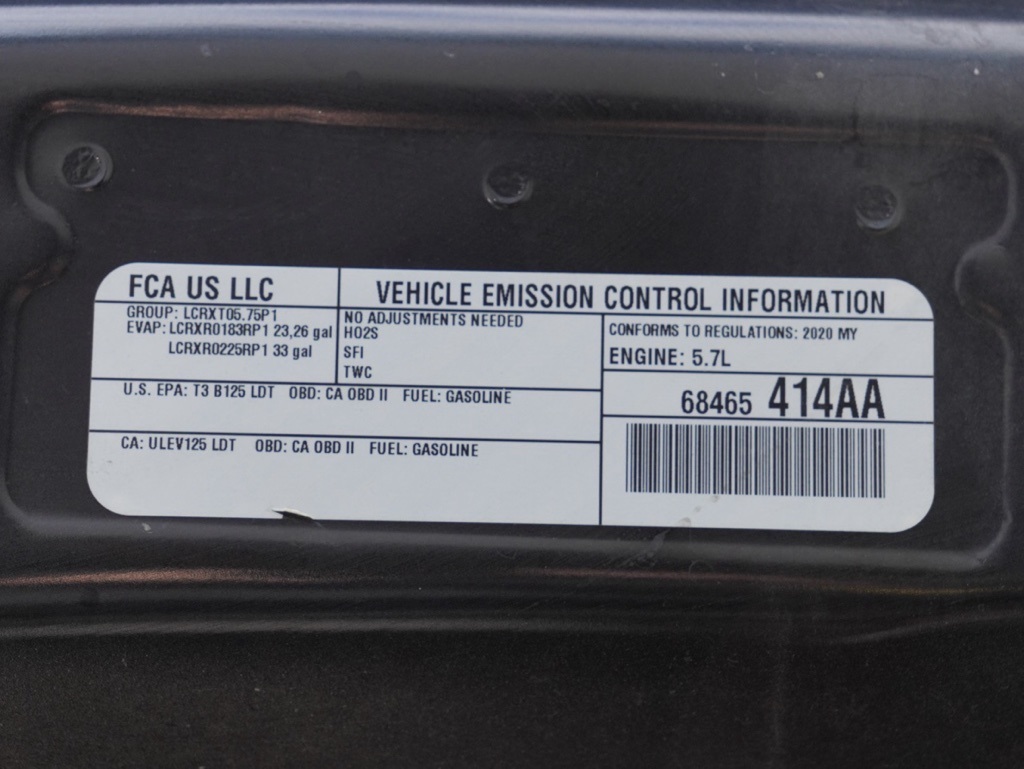 FCA US LLC
VEHICLE EMISSION CONTROL INFORMATION
GROUP: LCRXT05.75P1
EVAP: LCRXR0183RP1 23,26 gal
LCRXR0225RP1 33 gal
NO ADJUSTMENTS NEEDED
HO2S
SFI
TWC
CONFORMS TO REGULATIONS: 2020 MY
ENGINE: 5.7L
U.S. EPA: T3 B125 LDT OBD: CA OBD II FUEL: GASOLINE
68465 414AA
CA: ULEV125 LDT OBD: CA OBD II FUEL: GASOLINE